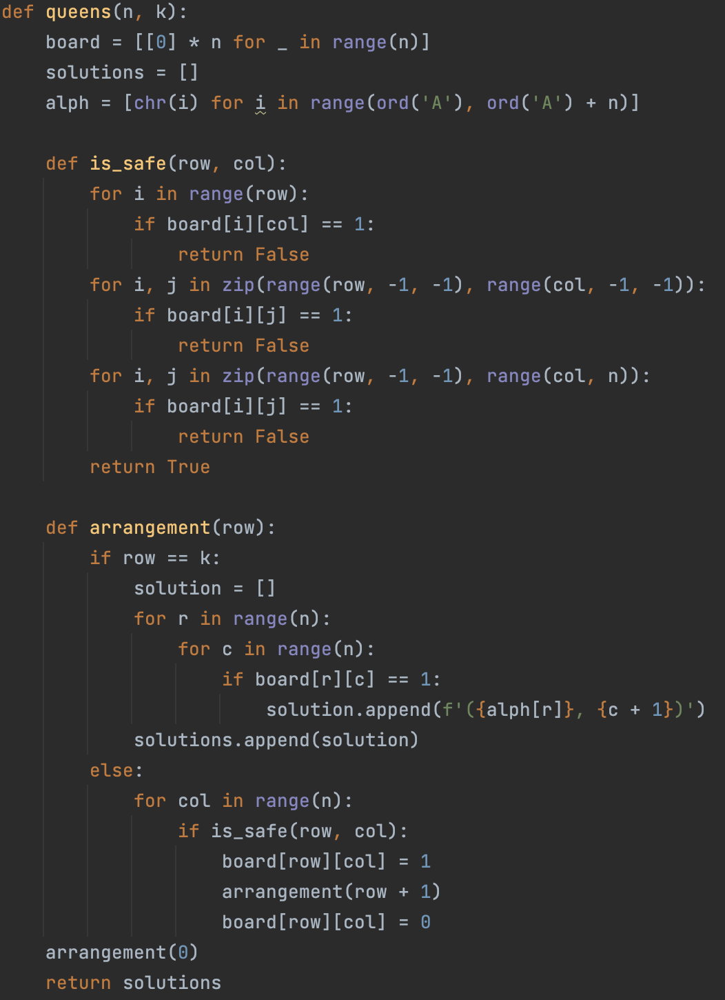 def queens(n, k):
    board = [[0] * n for _ in range(n)]
    solutions = []
    alph = [chr(i) for i in range(ord('A'), ord('A') + n)]

    def is_safe(row, col):
        for i in range(row):
            if board[i][col] == 1:
                return False
        for i, j in zip(range(row, -1, -1), range(col, -1, -1)):
            if board[i][j] == 1:
                return False
        for i, j in zip(range(row, -1, -1), range(col, n)):
            if board[i][j] == 1:
                return False
        return True

    def arrangement(row):
        if row == k:
            solution = []
            for r in range(n):
                for c in range(n):
                    if board[r][c] == 1:
                        solution.append(f'({alph[r]}, {c + 1})')
            solutions.append(solution)
        else:
            for col in range(n):
                if is_safe(row, col):
                    board[row][col] = 1
                    arrangement(row + 1)
                    board[row][col] = 0
    arrangement(0)
    return solutions